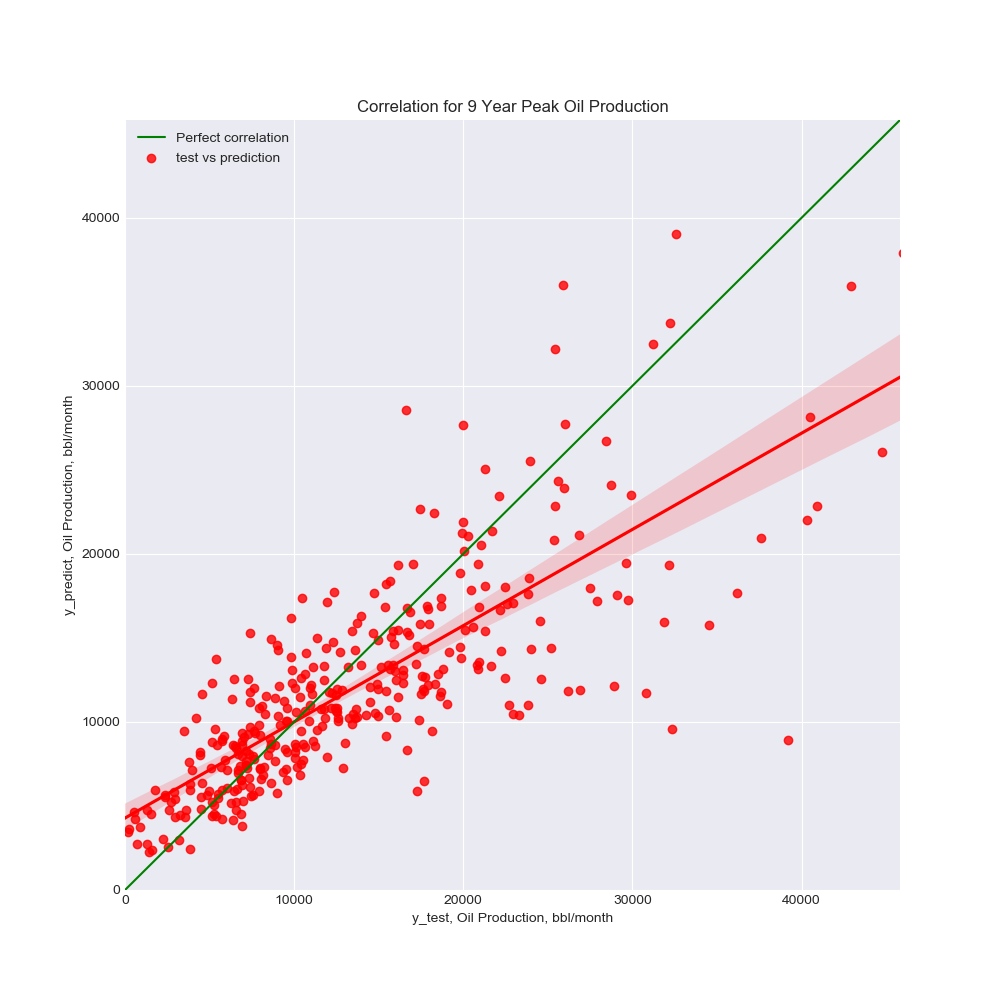 Correlation for 9 Year Peak Oil Production
Perfect correlation
test vs prediction
40000
30000
20000
10000
0
y_predict, Oil Production, bbl/month
0
10000
20000
30000
40000
y_test, Oil Production, bbl/month